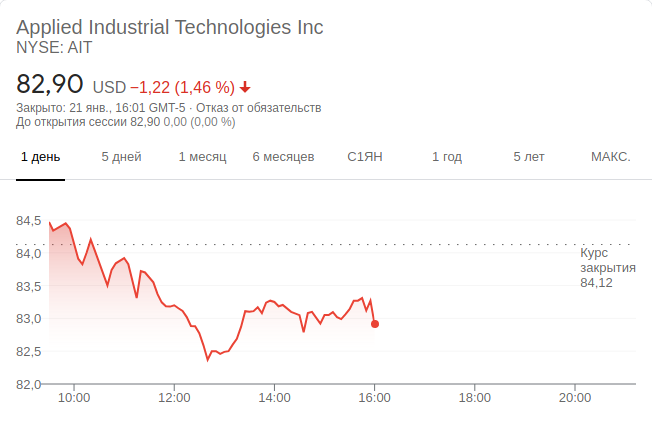 Applied Industrial Technologies Inc
NYSE: AIT
82,90 USD −1,22 (1,46 %)
Закрыто: 21 янв., 16:01 GMT-5 · Отказ от обязательств
До открытия сессии 82,90 0,00 (0,00 %)
1 день 5 дней 1 месяц 6 месяцев С1ЯН 1 год 5 лет МАКС.
84,5
84,0
83,5
83,0
82,5
82,0
Курс
закрытия
84,12
10:00 12:00 14:00 16:00 18:00 20:00